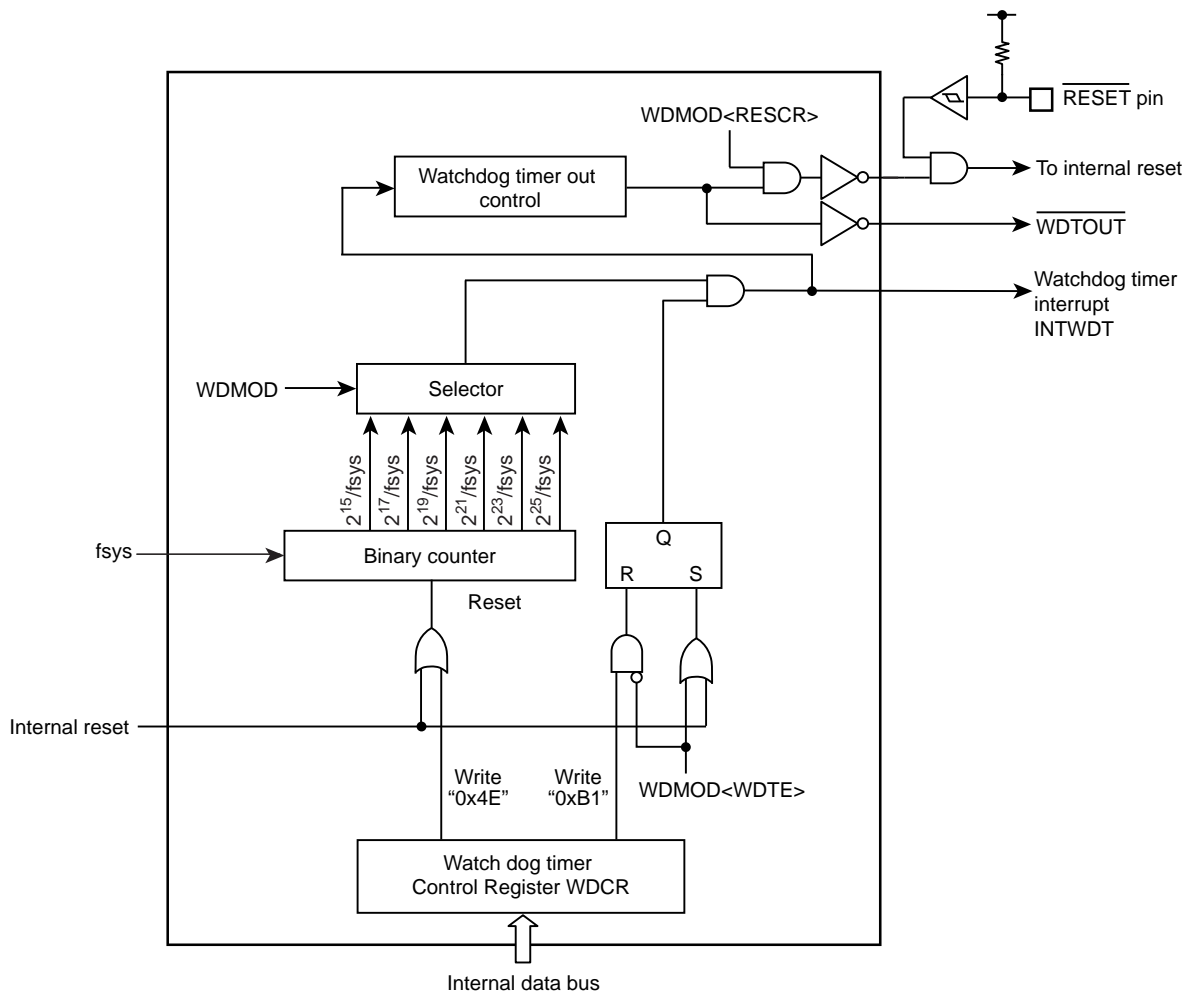 WDMOD<RESCR>
RESET pin
Watchdog timer out
control
To internal reset
WDTOUT
Watchdog timer
interrupt
INTWDT
WDMOD
Selector
2^15/fsys
2^17/fsys
2^19/fsys
2^21/fsys
2^23/fsys
2^25/fsys
fsys
Binary counter
Reset
Q
R S
Internal reset
Write
“0x4E”
Write
“0xB1”
WDMOD<WDTE>
Watch dog timer
Control Register WDCR
Internal data bus